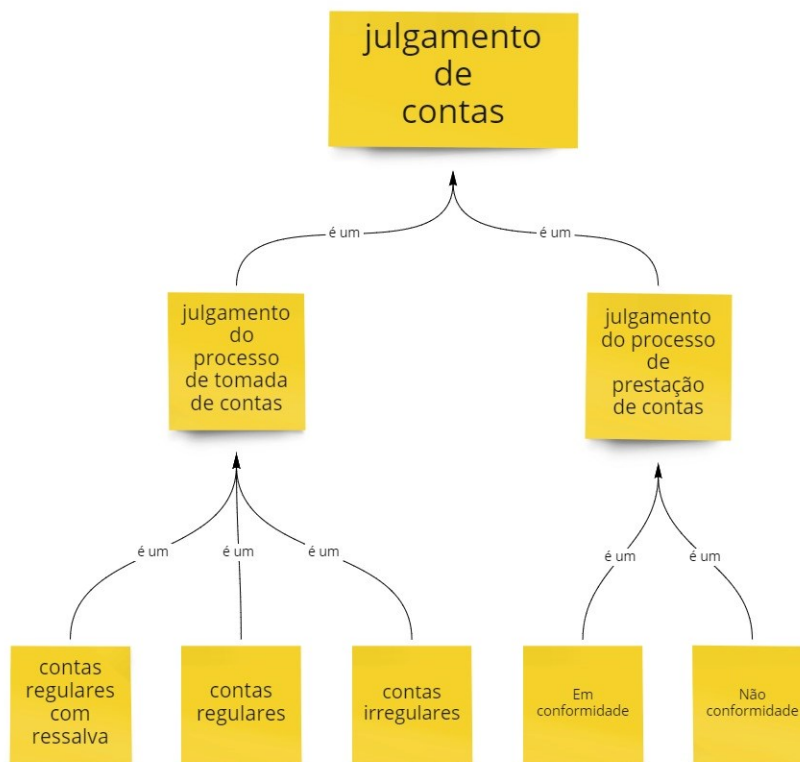 julgamento
de
contas
é um
é um
julgamento
do
processo
de tomada
de contas
julgamento
do processo
de
prestação
de contas
é um
é um
é um
é um
é um
contas
regulares
com
ressalva
contas
regulares
contas
irregulares
Em
conformidade
Não
conformidade